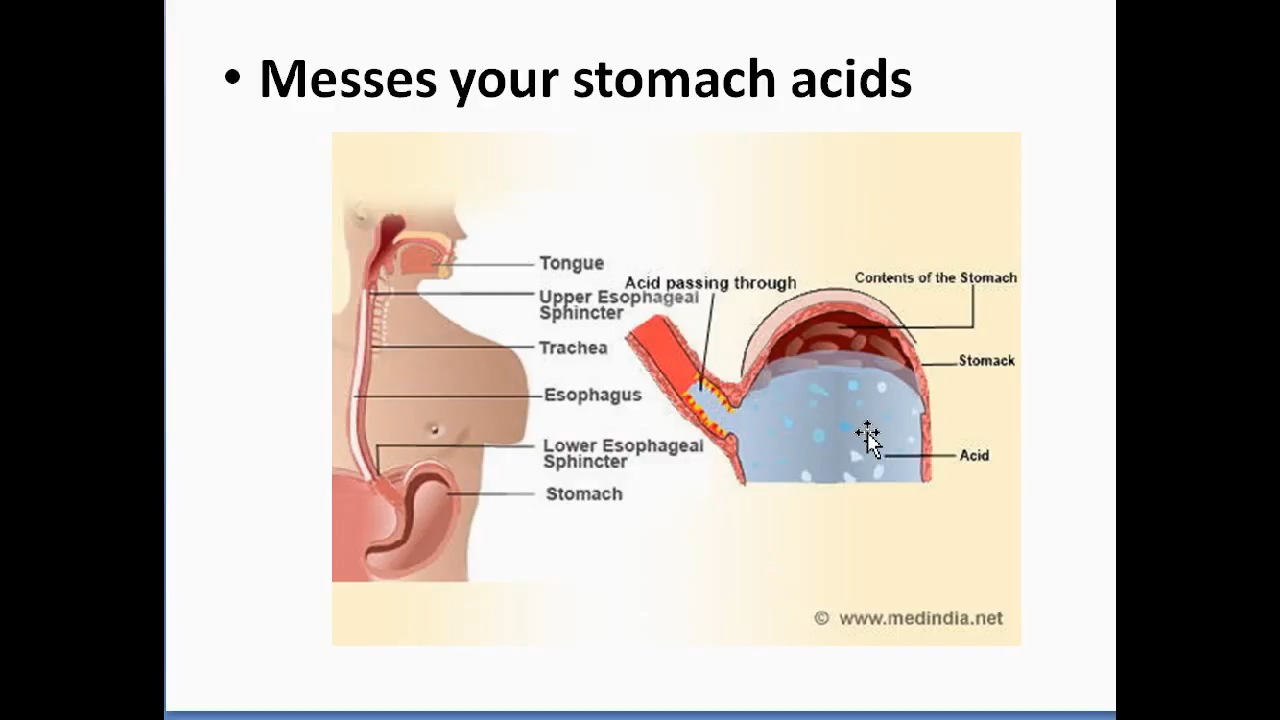 • Messes your stomach acids
Tongue
Acid passing through
Contents of the Stomach
Upper Esophageal
Sphincter
Trachea
Stomack
Esophagus
Lower Esophageal
Sphincter
Acid
Stomach
© www.medindia.net